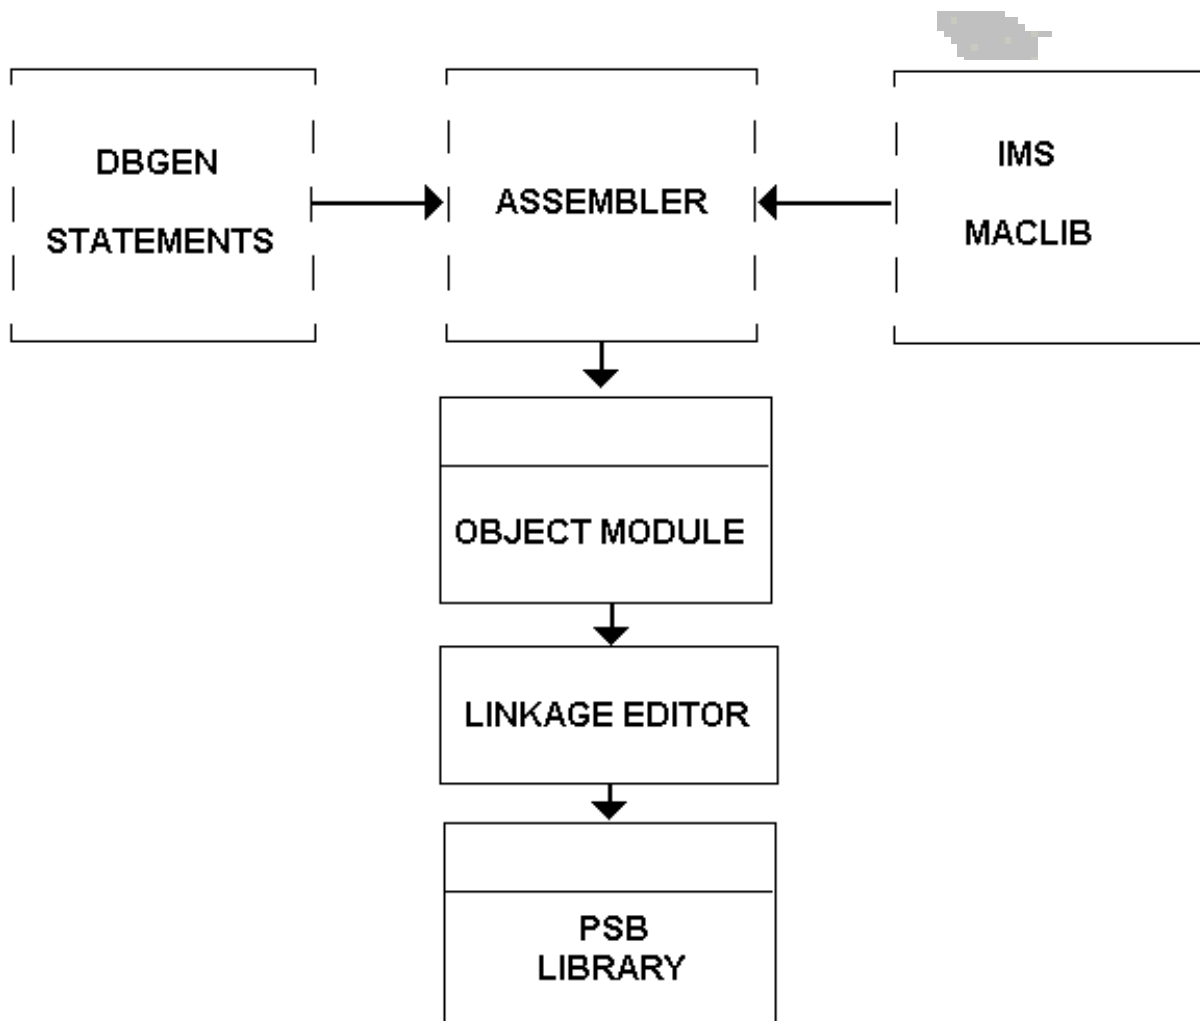 DBGEN
STATEMENTS
ASSEMBLER
IMS
MACLIB
OBJECT MODULE
LINKAGE EDITOR
PSB
LIBRARY